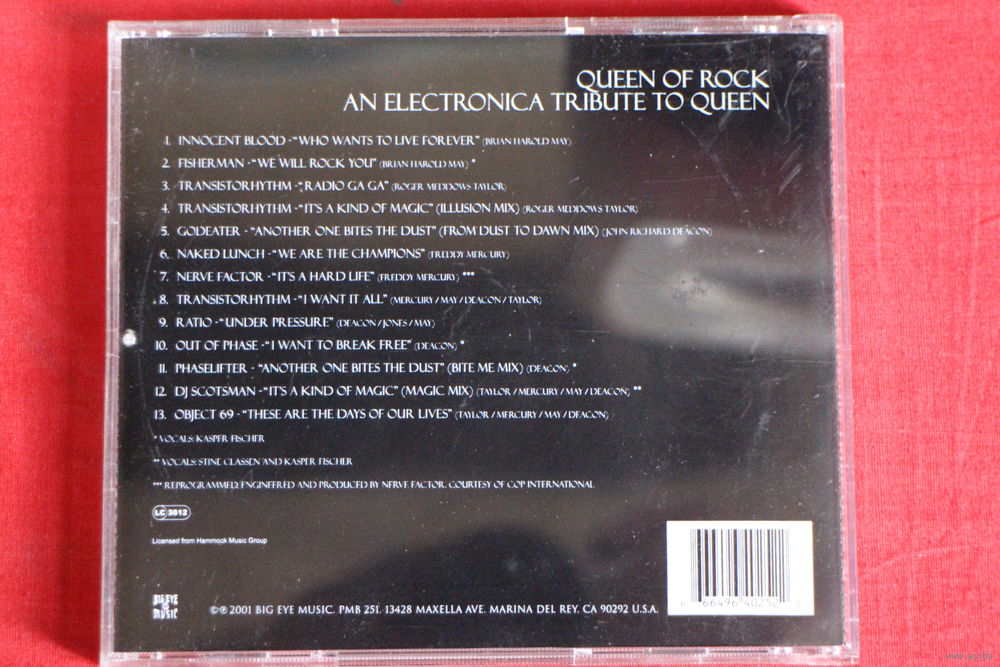 QUEEN OF ROCK
AN ELECTRONICA TRIBUTE TO QUEEN
1. INNOCENT BLOOD - "WHO WANTS TO LIVE FOREVER" (BRIAN HAROLD MAY)
2. FISHERMAN - "WE WILL ROCK YOU" (BRIAN HAROLD MAY) *
3. TRANSISTORHYTHM - "RADIO GA GA" (ROGER MEDDOWS TAYLOR)
4. TRANSISTORHYTHM - "IT'S A KIND OF MAGIC" (ILLUSION MIX) (ROGER MEDDOWS TAYLOR)
5. GODEATER - "ANOTHER ONE BITES THE DUST" (FROM DUST TO DAWN MIX) (JOHN RICHARD DEACON)
6. NAKED LUNCH - "WE ARE THE CHAMPIONS" (FREDDY MERCURY)
7. NERVE FACTOR - "IT'S A HARD LIFE" (FREDDY MERCURY) ***
8. TRANSISTORHYTHM - "I WANT IT ALL" (MERCURY / MAY / DEACON / TAYLOR)
9. RATIO - "UNDER PRESSURE" (DEACON / JONES / MAY)
10. OUT OF PHASE - "I WANT TO BREAK FREE" (DEACON) *
11. PHASELIFTER - "ANOTHER ONE BITES THE DUST" (BITE ME MIX) (DEACON) *
12. DJ SCOTSMAN - "IT'S A KIND OF MAGIC" (MAGIC MIX) (TAYLOR / MERCURY / MAY / DEACON) **
13. OBJECT 69 - "THESE ARE THE DAYS OF OUR LIVES" (TAYLOR / MERCURY / MAY / DEACON)
* VOCALS: KASPER FISCHER
** VOCALS: STINE CLASSEN AND KASPER FISCHER
*** REPROGRAMMED, ENGINEERED AND PRODUCED BY NERVE FACTOR. COURTESY OF COP INTERNATIONAL
LC 3612
Licensed from Hammock Music Group
BIG EYE
MUSIC
©℗ 2001 BIG EYE MUSIC. PMB 251. 13428 MAXELLA AVE. MARINA DEL REY. CA 90292 U.S.A.
6 66496 40252 2